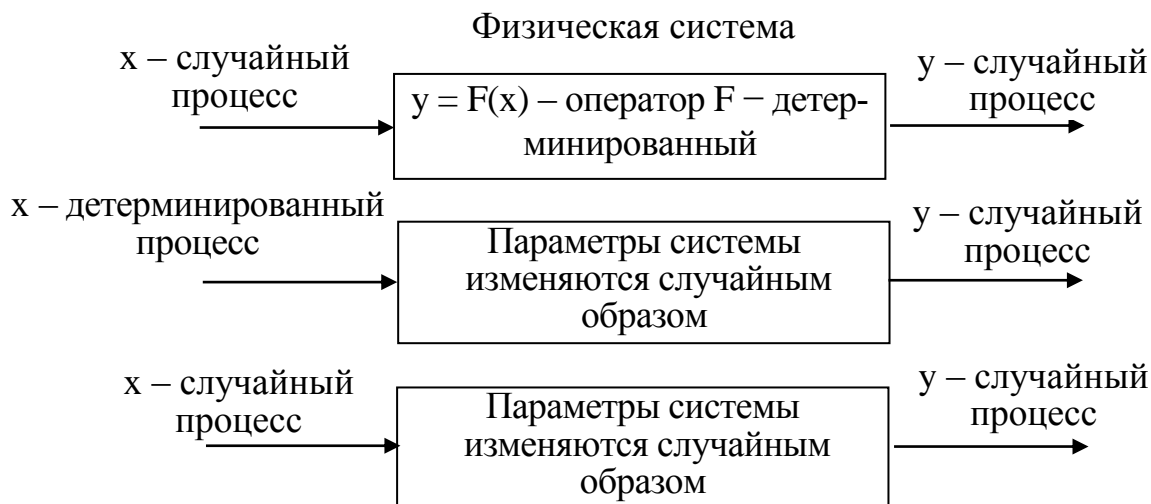 Физическая система
x – случайный
процесс
y = F(x) – оператор F − детер-
минированный
y – случайный
процесс
x – детерминированный
процесс
Параметры системы
изменяются случайным
образом
y – случайный
процесс
x – случайный
процесс
Параметры системы
изменяются случайным
образом
y – случайный
процесс